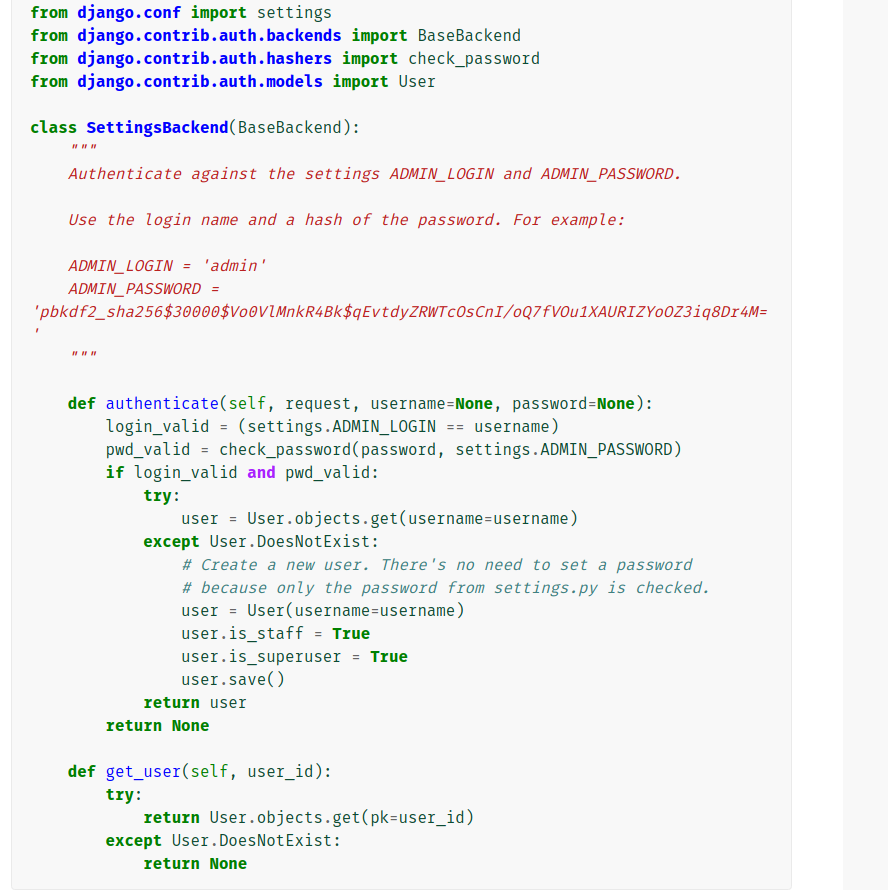 from django.conf import settings
from django.contrib.auth.backends import BaseBackend
from django.contrib.auth.hashers import check_password
from django.contrib.auth.models import User

class SettingsBackend(BaseBackend):
    """
    Authenticate against the settings ADMIN_LOGIN and ADMIN_PASSWORD.

    Use the login name and a hash of the password. For example:

    ADMIN_LOGIN = 'admin'
    ADMIN_PASSWORD =
'pbkdf2_sha256$30000$Vo0VlMnkR4Bk$qEvtdyZRWTcOsCnI/oQ7fVOu1XAURIZYoOZ3iq8Dr4M=
'
    """

    def authenticate(self, request, username=None, password=None):
        login_valid = (settings.ADMIN_LOGIN == username)
        pwd_valid = check_password(password, settings.ADMIN_PASSWORD)
        if login_valid and pwd_valid:
            try:
                user = User.objects.get(username=username)
            except User.DoesNotExist:
                # Create a new user. There's no need to set a password
                # because only the password from settings.py is checked.
                user = User(username=username)
                user.is_staff = True
                user.is_superuser = True
                user.save()
            return user
        return None

    def get_user(self, user_id):
        try:
            return User.objects.get(pk=user_id)
        except User.DoesNotExist:
            return None